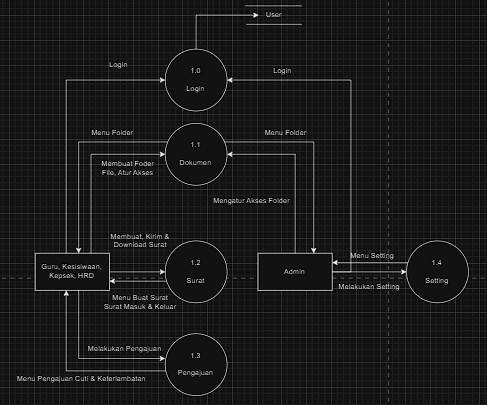 User
1.0
Login
Login
Login
Menu Folder
Menu Folder
1.1
Dokumen
Membuat Foder
File, Atur Akses
Mengatur Akses Folder
Membuat, Kirim &
Download Surat
Guru, Kesisiwaan,
Kepsek, HRD
1.2
Surat
Admin
Menu Setting
1.4
Setting
Melakukan Setting
Menu Buat Surat
Surat Masuk & Keluar
Melakukan Pengajuan
1.3
Pengajuan
Menu Pengajuan Cuti & Keterlambatan